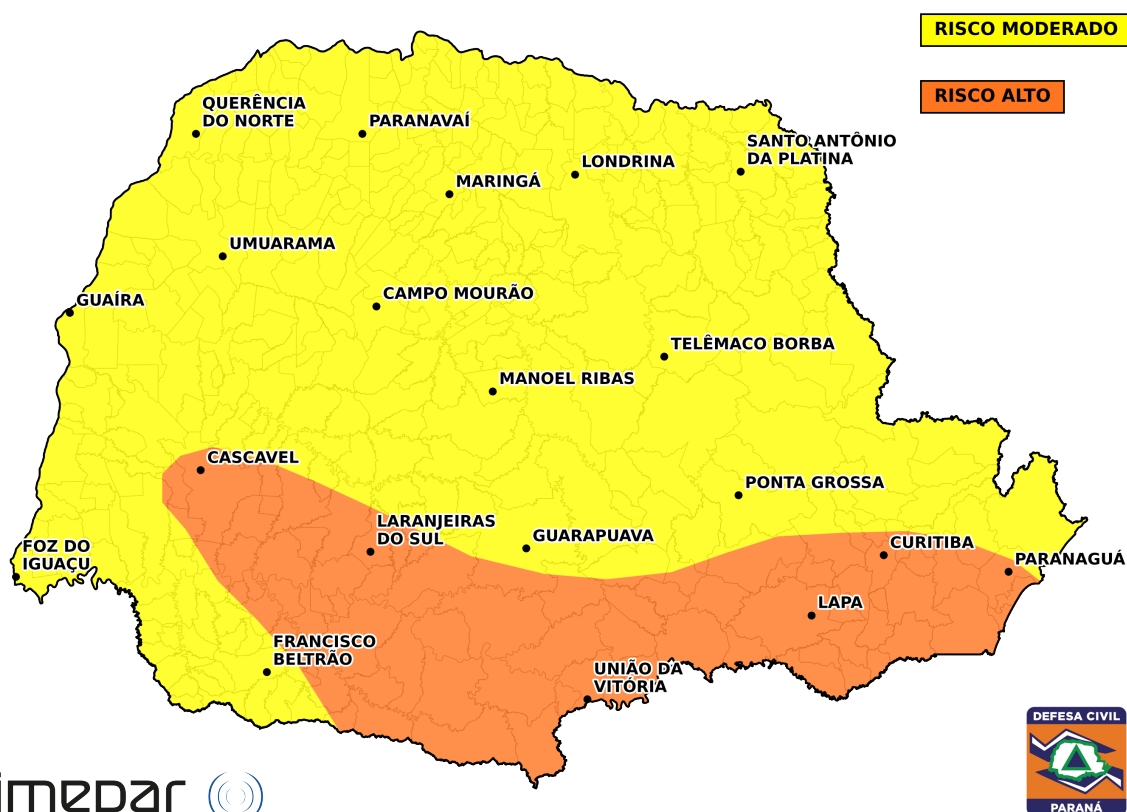 RISCO MODERADO
RISCO ALTO
QUERÊNCIA
DO NORTE
PARANAVAÍ
SANTO ANTÔNIO
DA PLATINA
LONDRINA
MARINGÁ
UMUARAMA
CAMPO MOURÃO
GUAÍRA
TELÊMACO BORBA
MANOEL RIBAS
CASCAVEL
PONTA GROSSA
LARANJEIRAS
DO SUL
GUARAPUAVA
CURITIBA
FOZ DO
IGUAÇU
PARANAGUÁ
LAPA
FRANCISCO
BELTRÃO
UNIÃO DA
VITÓRIA
DEFESA CIVIL
PARANÁ
imepar